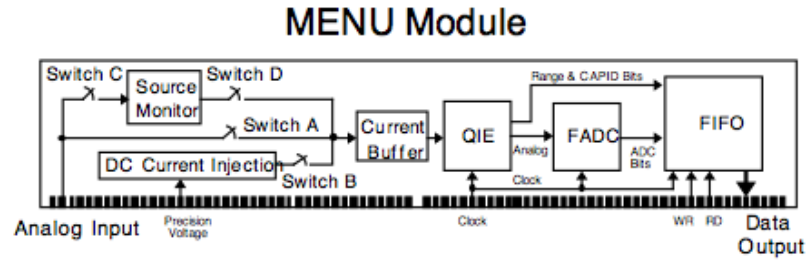 MENU Module
Switch C
Source
Monitor
Switch D
Switch A
DC Current Injection
Switch B
Current
Buffer
QIE
Range & CAPID Bits
Analog
FADC
ADC
Bits
FIFO
Clock
Analog Input
Precision
Voltage
Clock
WR
RD
Data
Output